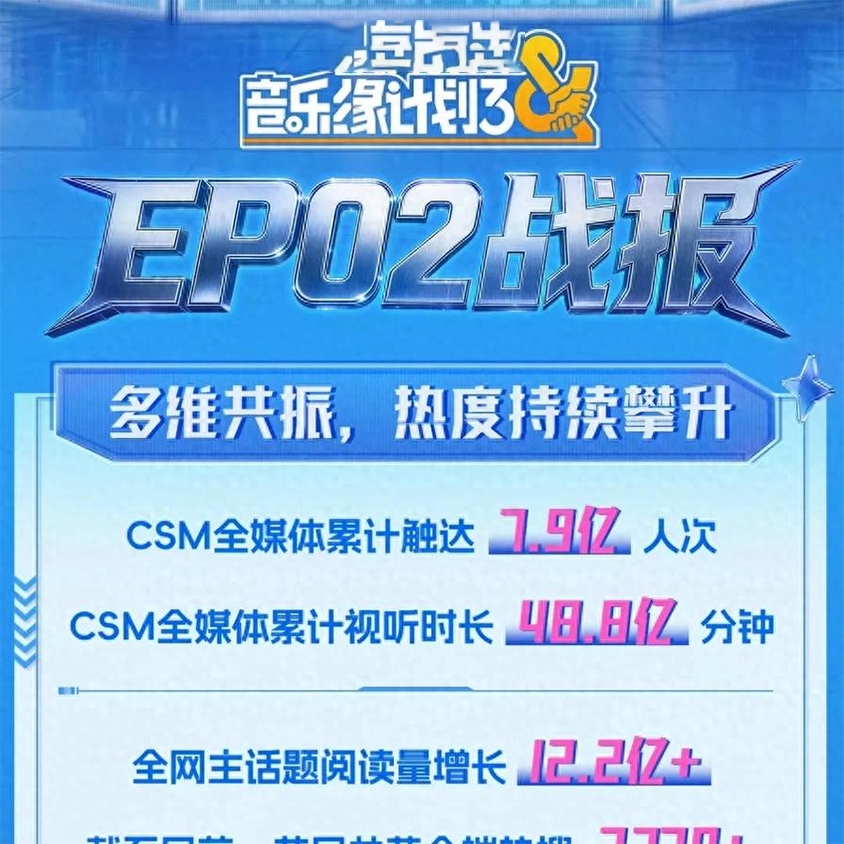 音乐缘计划3
EP02战报
多维共振，热度持续攀升
CSM全媒体累计触达 7.9亿 人次
CSM全媒体累计视听时长 48.8亿 分钟
全网主话题阅读量增长 12.2亿+